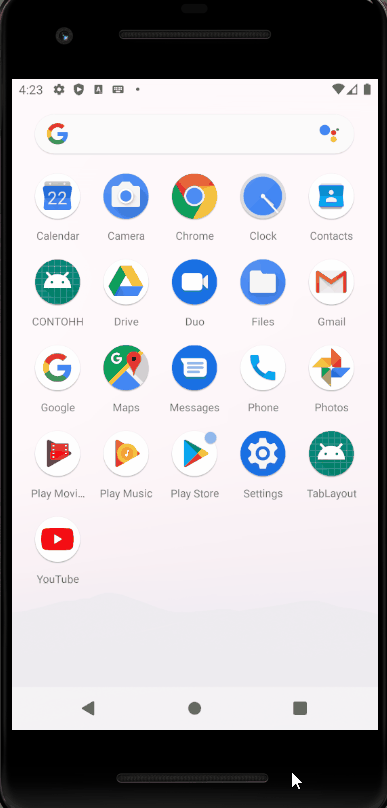 4:23
22
Calendar Camera Chrome Clock Contacts
CONTOHH Drive Duo Files Gmail
Google Maps Messages Phone Photos
Play Movi... Play Music Play Store Settings TabLayout
YouTube